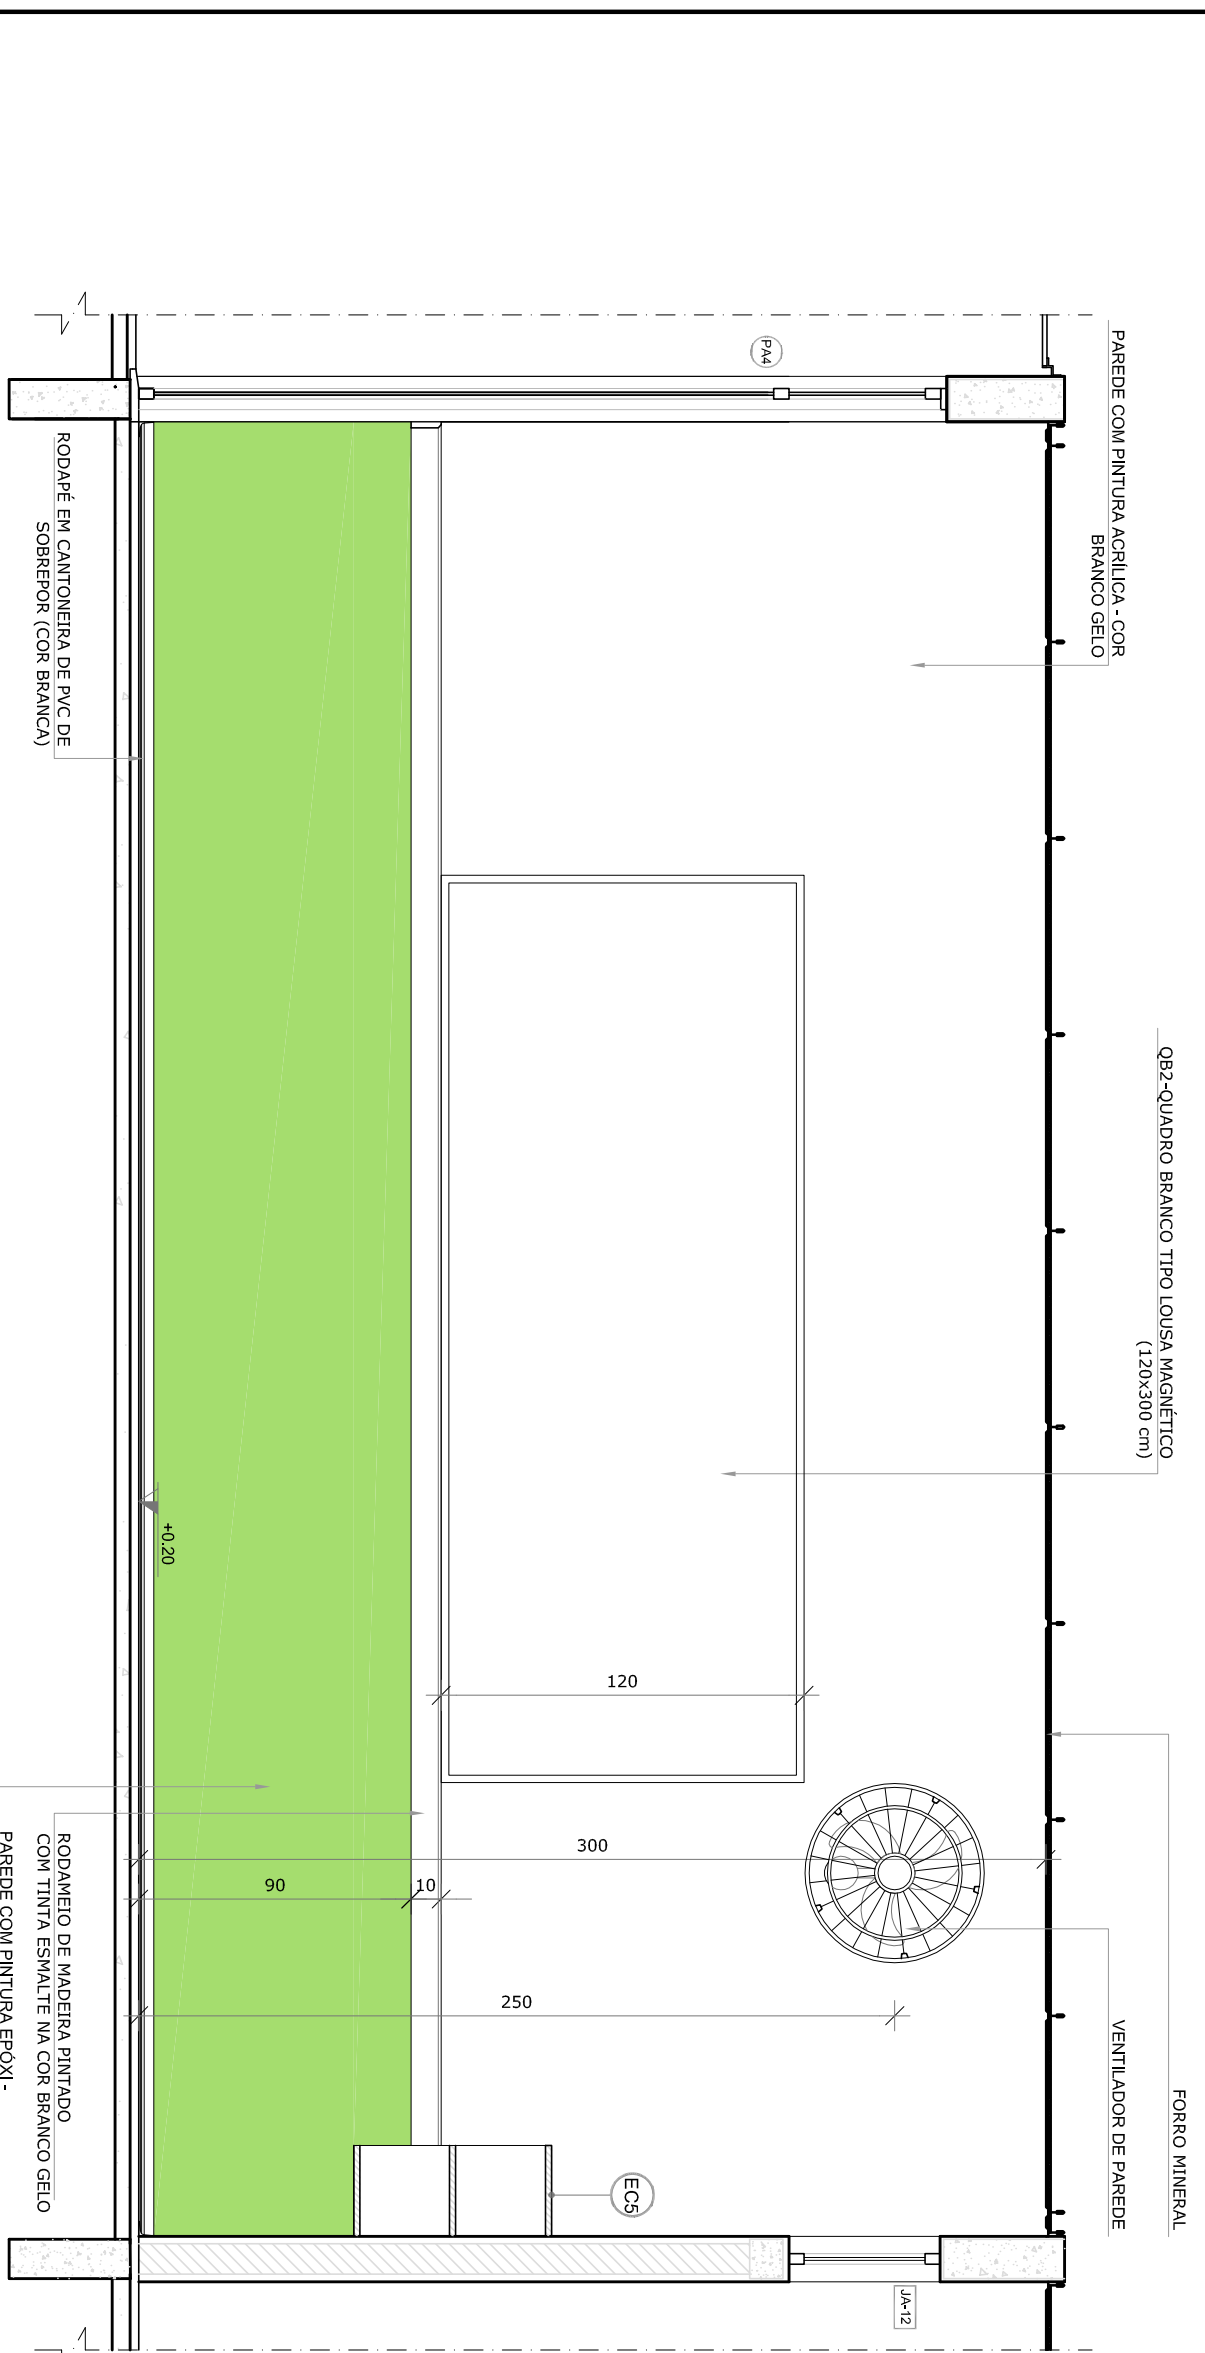 PA4
PAREDE COM PINTURA ACRÍLICA - COR
BRANCO GELO
RODAPÉ EM CANTONEIRA DE PVC DE
SOBREPOR (COR BRANCA)
QB2-QUADRO BRANCO TIPO LOUSA MAGNÉTICO
(120x300 cm)
+0.20
120
300
90
10
250
RODAMEIO DE MADEIRA PINTADO
COM TINTA ESMALTE NA COR BRANCO GELO
PAREDE COM PINTURA EPÓXI -
VENTILADOR DE PAREDE
FORRO MINERAL
EC5
JA-12